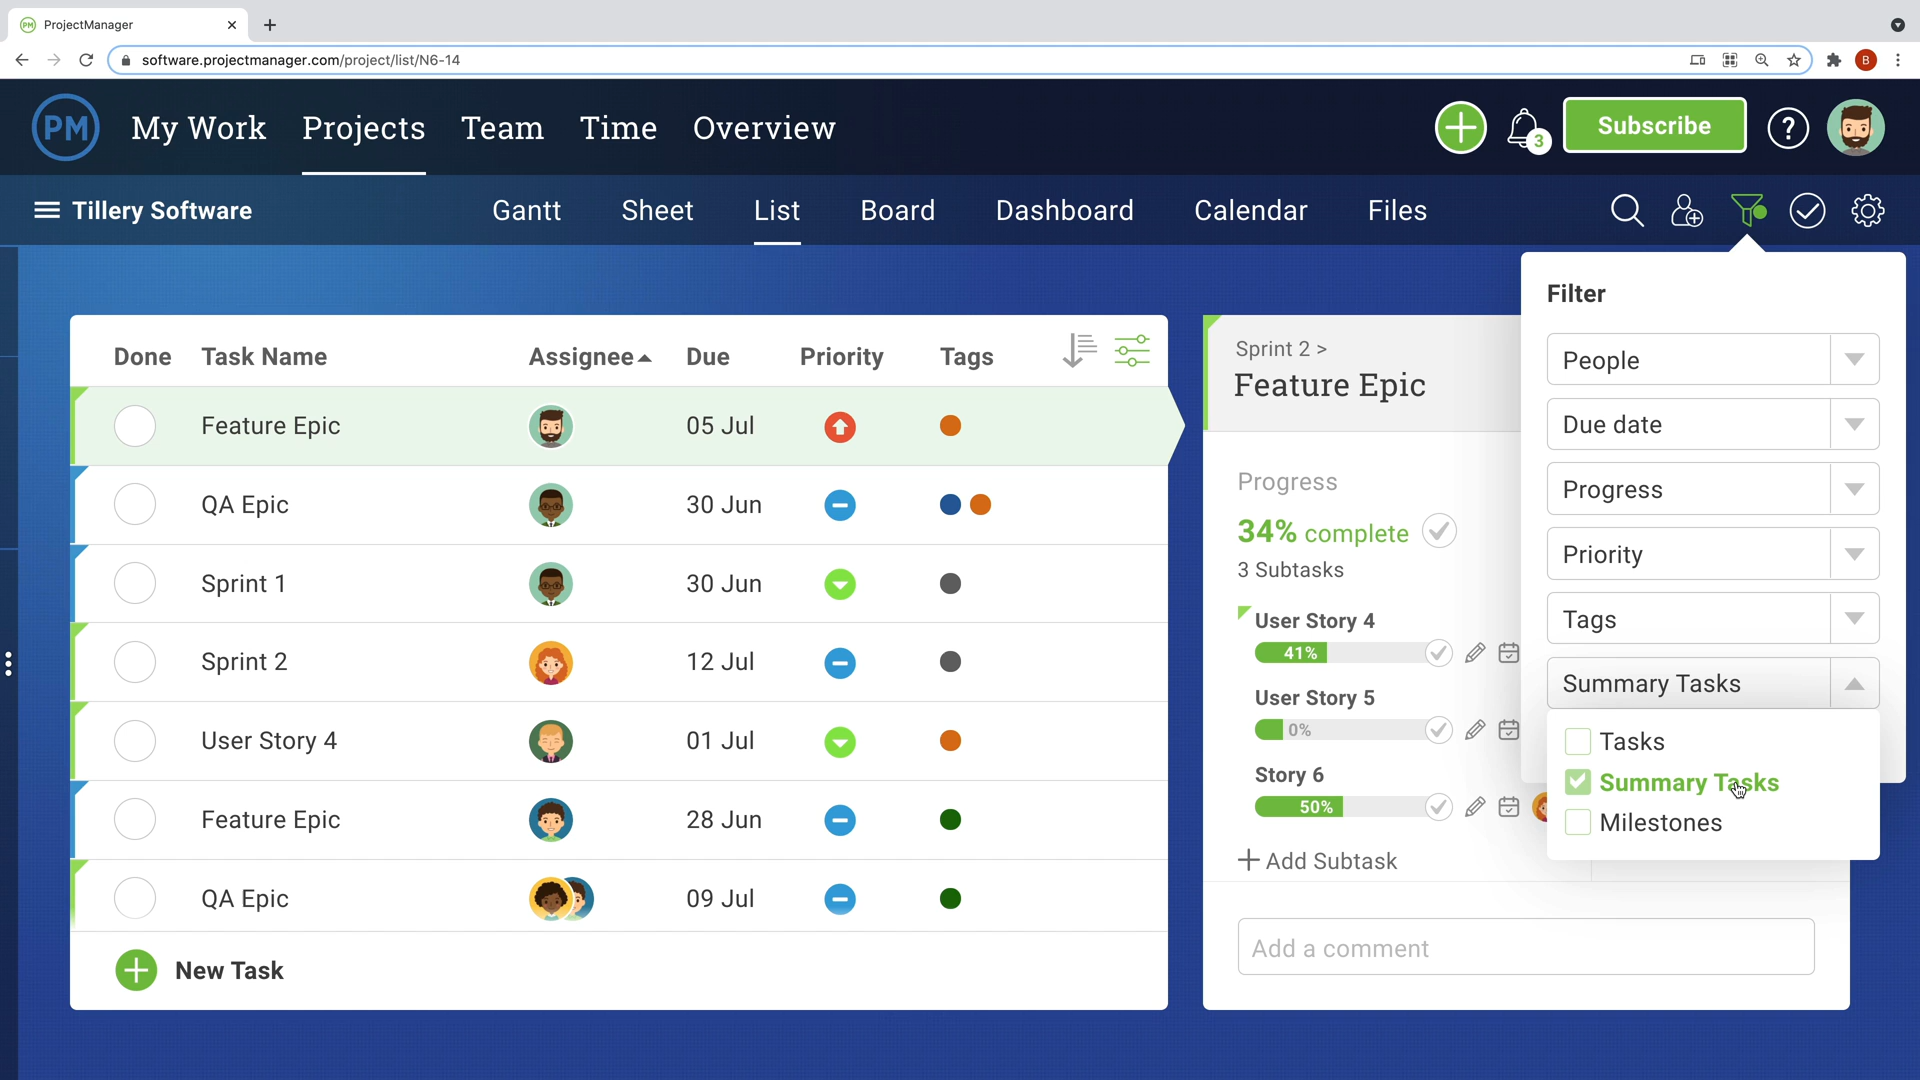 ProjectManager
software.projectmanager.com/project/list/N6-14
B
PM My Work Projects Team Time Overview
3 Subscribe ?
Tillery Software Gantt Sheet List Board Dashboard Calendar Files
Done Task Name Assignee Due Priority Tags
Feature Epic 05 Jul
QA Epic 30 Jun
Sprint 1 30 Jun
Sprint 2 12 Jul
User Story 4 01 Jul
Feature Epic 28 Jun
QA Epic 09 Jul
New Task
Sprint 2 >
Feature Epic
Progress
34% complete
3 Subtasks
User Story 4
41%
User Story 5
0%
Story 6
50%
Add Subtask
Add a comment
Filter
People
Due date
Progress
Priority
Tags
Summary Tasks
Tasks
Summary Tasks
Milestones